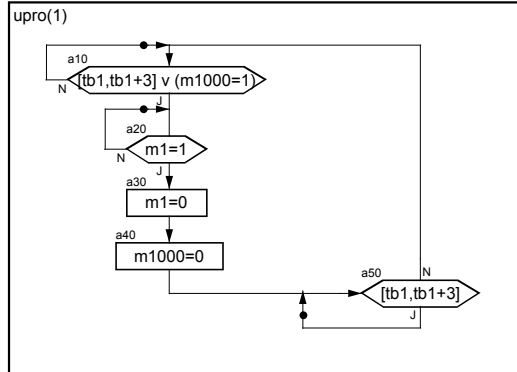 upro(1)
a10
[tb1,tb1+3] v (m1000=1)
N
J
a20
m1=1
N
J
a30
m1=0
a40
m1000=0
a50
N
[tb1,tb1+3]
J